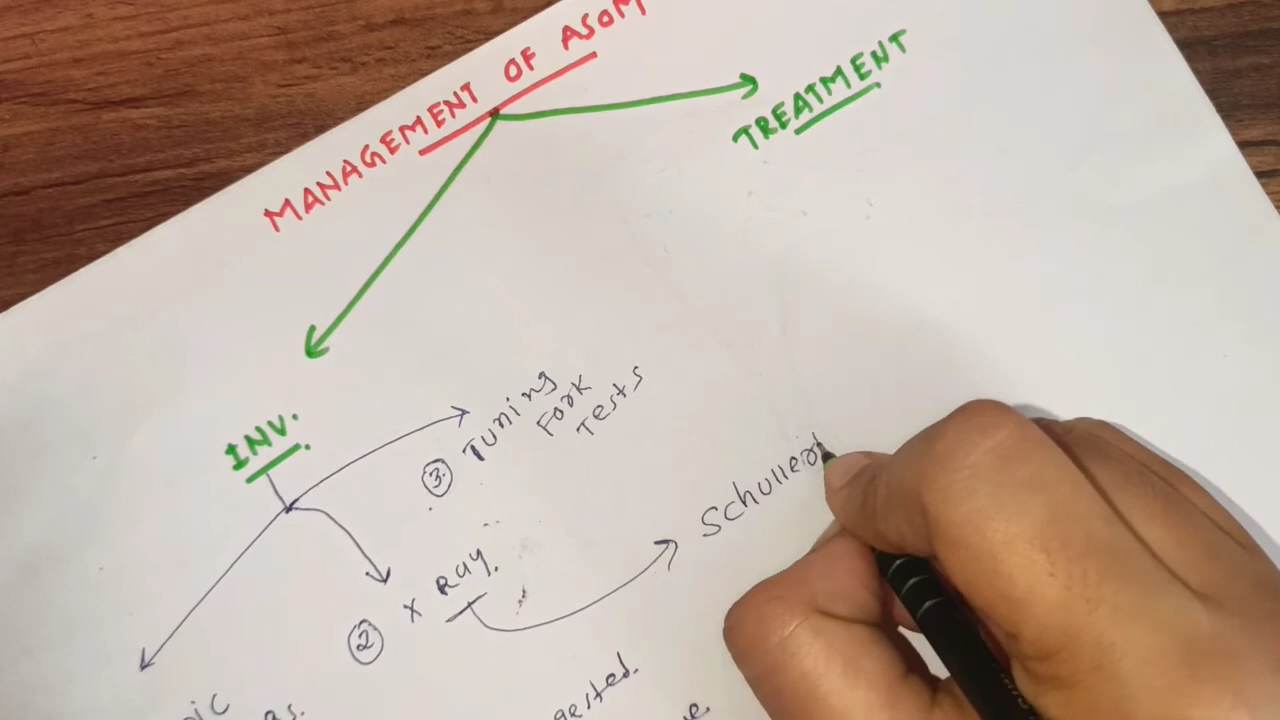 MANAGEMENT OF ASOM
TREATMENT
INV.
③ Tuning
Fork
Tests
② X Ray.
Schuller's